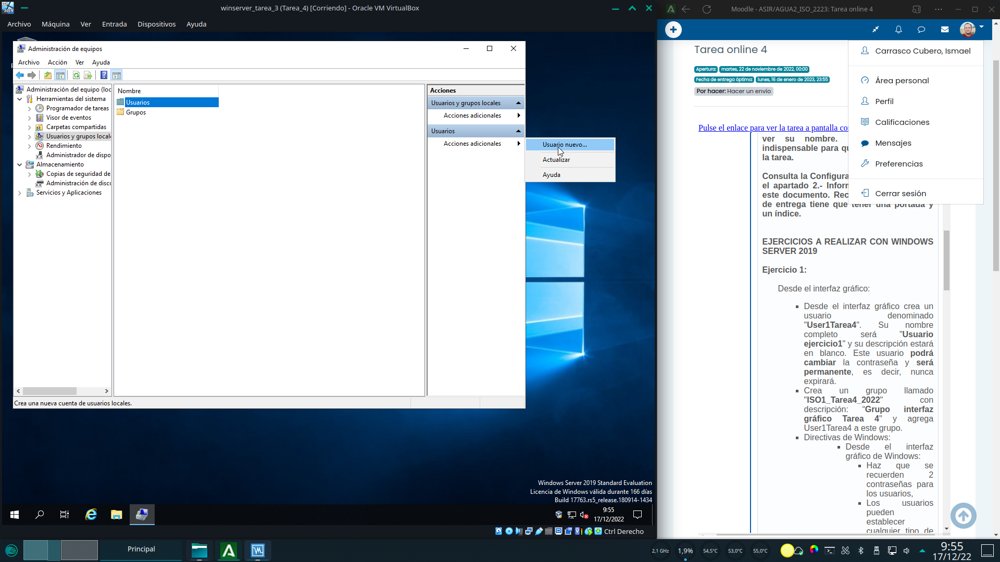 winserver_tarea_3 (Tarea_4) [Corriendo] - Oracle VM VirtualBox
Archivo Máquina Ver Entrada Dispositivos Ayuda
Administración de equipos
Archivo Acción Ver Ayuda
Administración del equipo (loc
Herramientas del sistema
Programador de tareas
Visor de eventos
Carpetas compartidas
Usuarios y grupos local
Rendimiento
Administrador de dispo
Almacenamiento
Copias de seguridad de
Administración de disco
Servicios y Aplicaciones
Nombre
Usuarios
Grupos
Acciones
Usuarios y grupos locales
Acciones adicionales
Usuarios
Acciones adicionales
Usuario nuevo...
Actualizar
Ayuda
Crea una nueva cuenta de usuarios locales.
Windows Server 2019 Standard Evaluation
Licencia de Windows válida durante 166 días
Build 17763.rs5_release.180914-1434
9:55
17/12/2022
Ctrl Derecho
Moodle - ASIR/AGUA2_ISO_2223: Tarea online 4
Tarea online 4
Apertura: martes, 22 de noviembre de 2022, 00:00
Fecha de entrega óptima: lunes, 16 de enero de 2023, 23:55
Por hacer: Hacer un envío
Carrasco Cubero, Ismael
Área personal
Perfil
Calificaciones
Mensajes
Preferencias
Cerrar sesión
Pulse el enlace para ver la tarea a pantalla co
ver su nombre.
indispensable para qu
la tarea.
Consulta la Configura
el apartado 2.- Inform
este documento. Rec
de entrega tiene que tener una portada y
un índice.
EJERCICIOS A REALIZAR CON WINDOWS
SERVER 2019
Ejercicio 1:
Desde el interfaz gráfico:
Desde el interfaz gráfico crea un
usuario denominado
"User1Tarea4". Su nombre
completo será "Usuario
ejercicio1" y su descripción estará
en blanco. Este usuario podrá
cambiar la contraseña y será
permanente, es decir, nunca
expirará.
Crea un grupo llamado
"ISO1_Tarea4_2022" con
descripción: “Grupo interfaz
gráfico Tarea 4" y agrega
User1Tarea4 a este grupo.
Directivas de Windows:
Desde el interfaz
gráfico de Windows:
Haz que se
recuerden 2
contraseñas para
los usuarios,
Los usuarios
pueden
establecer
cualquier tipo de
Principal
2,1 GHz 1,9% 54,5°C 53,0°C 55,0°C
9:55
17/12/22